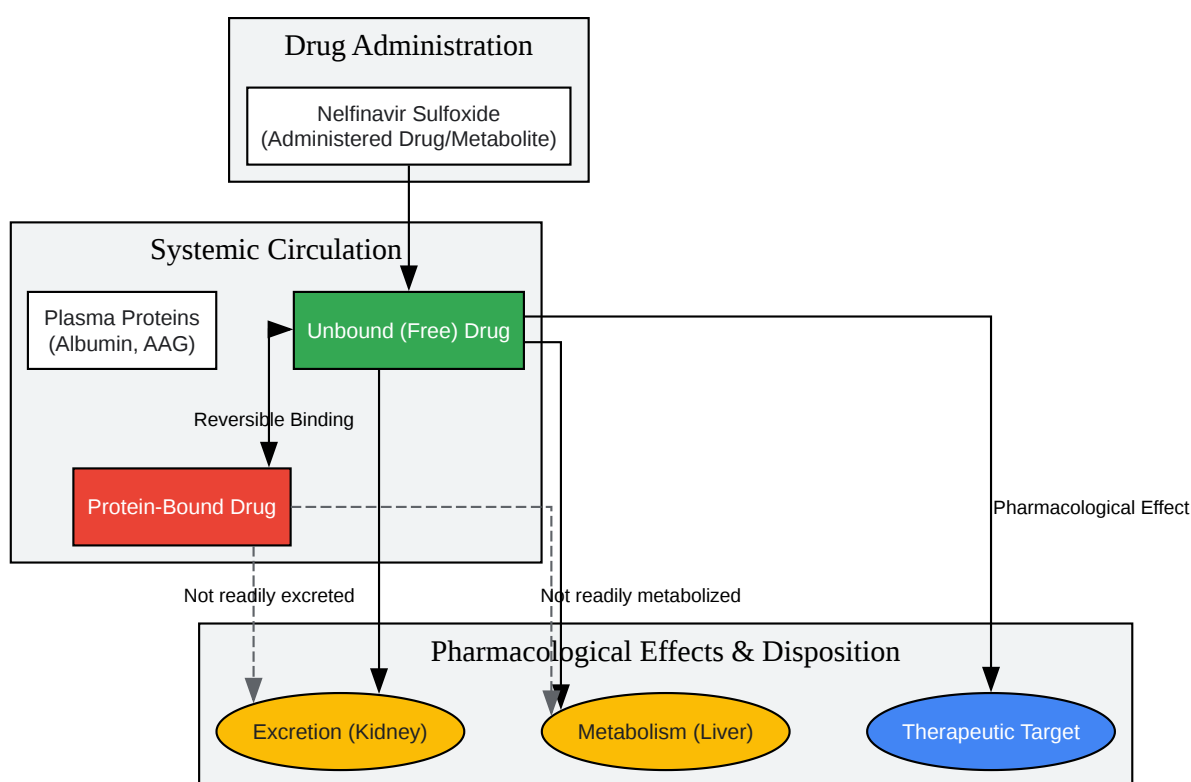 Drug Administration
Nelfinavir Sulfoxide
(Administered Drug/Metabolite)
Systemic Circulation
Plasma Proteins
(Albumin, AAG)
Unbound (Free) Drug
Reversible Binding
Protein-Bound Drug
Pharmacological Effect
Not readily excreted
Not readily metabolized
Pharmacological Effects & Disposition
Excretion (Kidney)
Metabolism (Liver)
Therapeutic Target